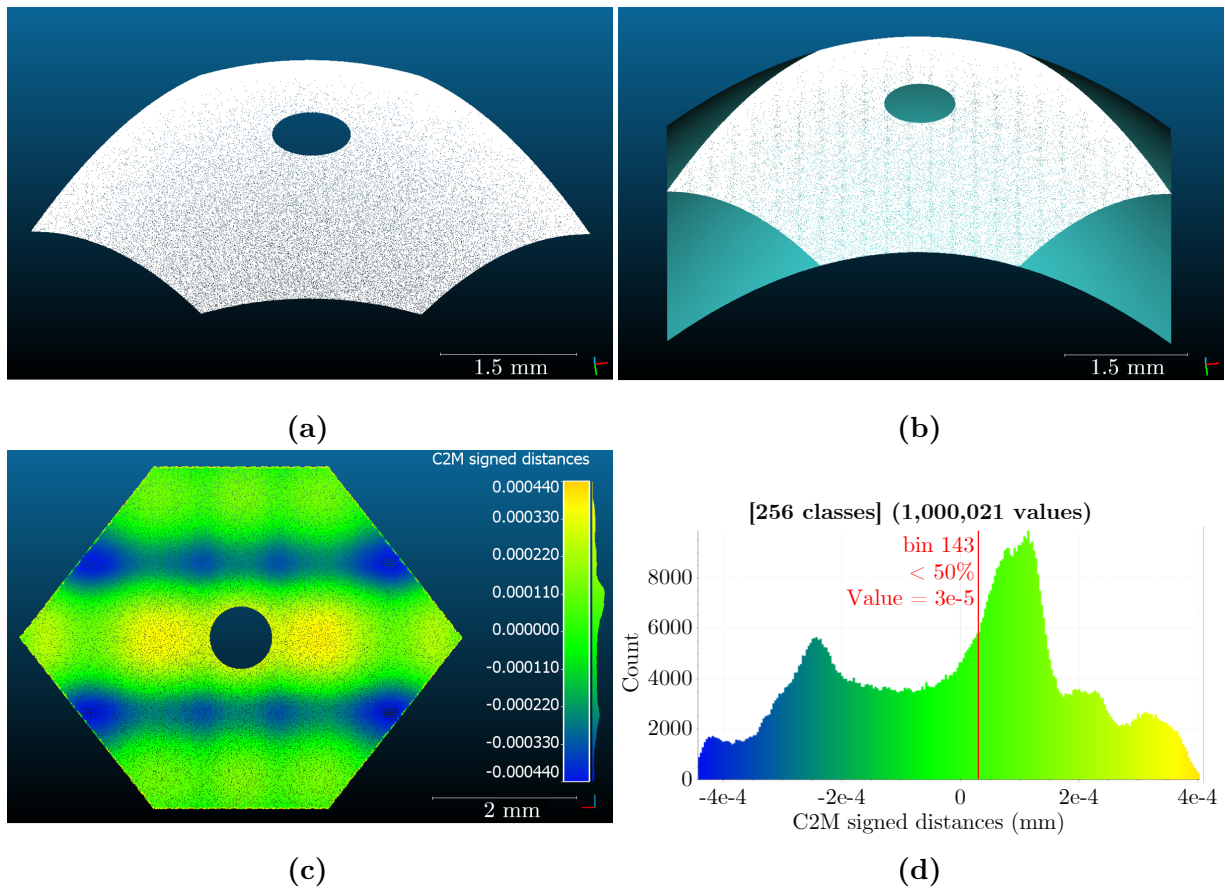 1.5 mm
1.5 mm
(a)
(b)
C2M signed distances
0.000440
0.000330
0.000220
0.000110
0.000000
-0.000110
-0.000220
-0.000330
-0.000440
2 mm
(c)
[256 classes] (1,000,021 values)
bin 143
< 50%
Value = 3e-5
Count
8000
6000
4000
2000
0
-4e-4
-2e-4
0
2e-4
4e-4
C2M signed distances (mm)
(d)